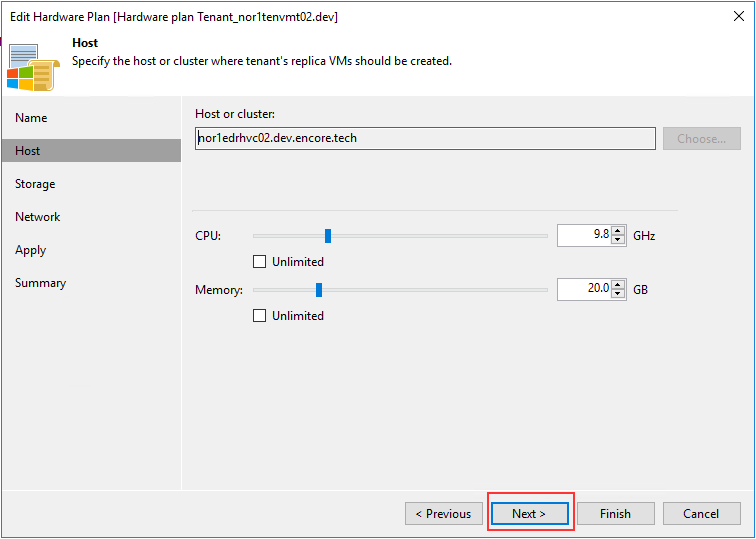 Edit Hardware Plan [Hardware plan Tenant_nor1tenvmt02.dev]
Host
Specify the host or cluster where tenant's replica VMs should be created.
Name
Host
Storage
Network
Apply
Summary
Host or cluster:
nor1edrhvc02.dev.encore.tech
Choose...
CPU:
9.8
GHz
Unlimited
Memory:
20.0
GB
Unlimited
< Previous
Next >
Finish
Cancel